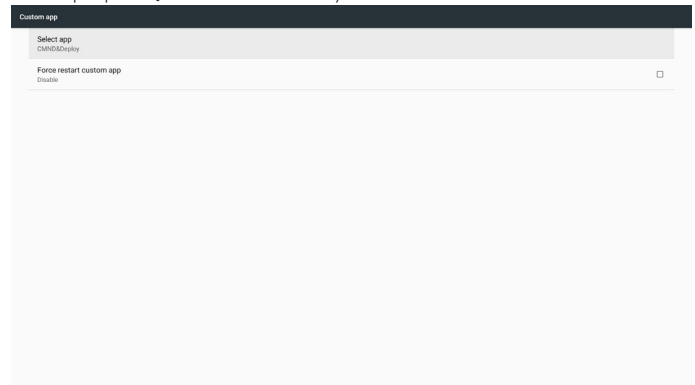 Custom app
Select app
CMND&Deploy
Force restart custom app
Disable